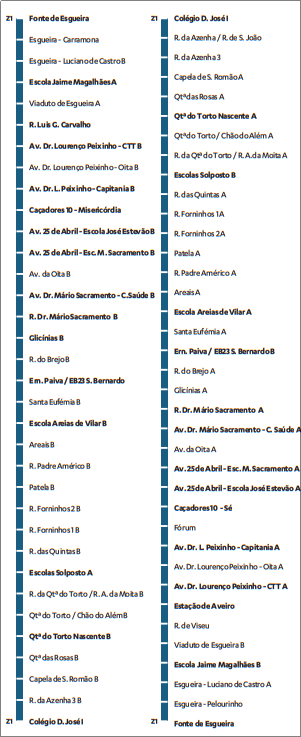 Z1 Fonte de Esgueira
Esgueira - Carramona
Esgueira - Luciano de Castro B
Escola Jaime Magalhães A
Viaduto de Esgueira A
R. Luís G. Carvalho
Av. Dr. Lourenço Peixinho - CTT B
Av. Dr. Lourenço Peixinho - Oita B
Av. Dr. L. Peixinho - Capitania B
Caçadores 10 - Misericórdia
Av. 25 de Abril - Escola José Estevão B
Av. 25 de Abril - Esc. M. Sacramento B
Av. da Oita B
Av. Dr. Mário Sacramento - C.Saúde B
R. Dr. Mário Sacramento B
Glicínias B
R. do Brejo B
Ern. Paiva / EB23 S. Bernardo
Santa Eufémia B
Escola Areias de Vilar B
Areais B
R. Padre Américo B
Patela B
R. Forninhos 2 B
R. Forninhos 1 B
R. das Quintas B
Escolas Solposto A
R. da Qtª do Torto / R. A. da Moita B
Qtª do Torto / Chão do Além B
Qtª do Torto Nascente B
Qtª das Rosas B
Capela de S. Romão B
R. da Azenha 3 B
Z1 Colégio D. José I
Z1 Colégio D. José I
R. da Azenha / R. de S. João
R. da Azenha 3
Capela de S. Romão A
Qtª das Rosas A
Qtª do Torto Nascente A
Qtª do Torto / Chão do Além A
R. da Qtª do Torto / R. A. da Moita A
Escolas Solposto B
R. das Quintas A
R. Forninhos 1 A
R. Forninhos 2 A
Patela A
R. Padre Américo A
Areais A
Escola Areias de Vilar A
Santa Eufémia A
Ern. Paiva / EB23 S. Bernardo B
R. do Brejo A
Glicínias A
R. Dr. Mário Sacramento A
Av. Dr. Mário Sacramento - C. Saúde A
Av. da Oita A
Av. 25 de Abril - Esc. M. Sacramento A
Av. 25 de Abril - Escola José Estevão A
Caçadores 10 - Sé
Fórum
Av. Dr. L. Peixinho - Capitania A
Av. Dr. Lourenço Peixinho - Oita A
Av. Dr. Lourenço Peixinho - CTT A
Estação de Aveiro
R. de Viseu
Viaduto de Esgueira B
Escola Jaime Magalhães B
Esgueira - Luciano de Castro A
Esgueira - Pelourinho
Z1 Fonte de Esgueira